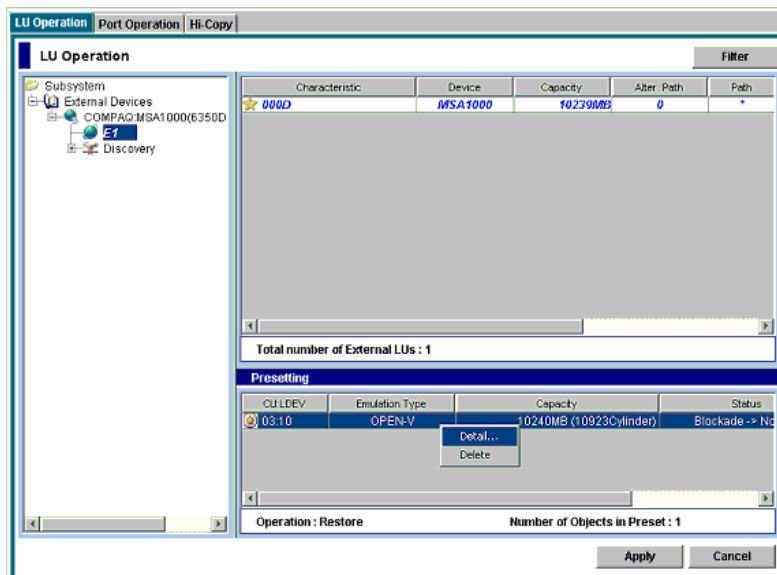 LU Operation Port Operation Hi-Copy
LU Operation
Filter
Subsystem
External Devices
COMPAQ:MSA1000(6350D
E1
Discovery
Characteristic Device Capacity Alter. Path Path
000D MSA1000 10239MB 0 *
Total number of External LUs : 1
Presetting
CU:LDEV Emulation Type Capacity Status
03:10 OPEN-V 10240MB (10923Cylinder) Blockade -> No
Detail...
Delete
Operation : Restore Number of Objects in Preset : 1
Apply Cancel